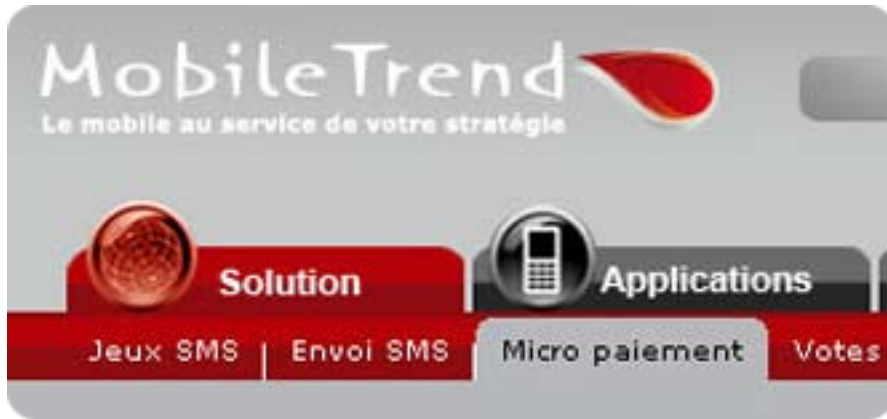 MobileTrend
Le mobile au service de votre stratégie
Solution
Applications
Jeux SMS | Envoi SMS
Micro paiement
Votes